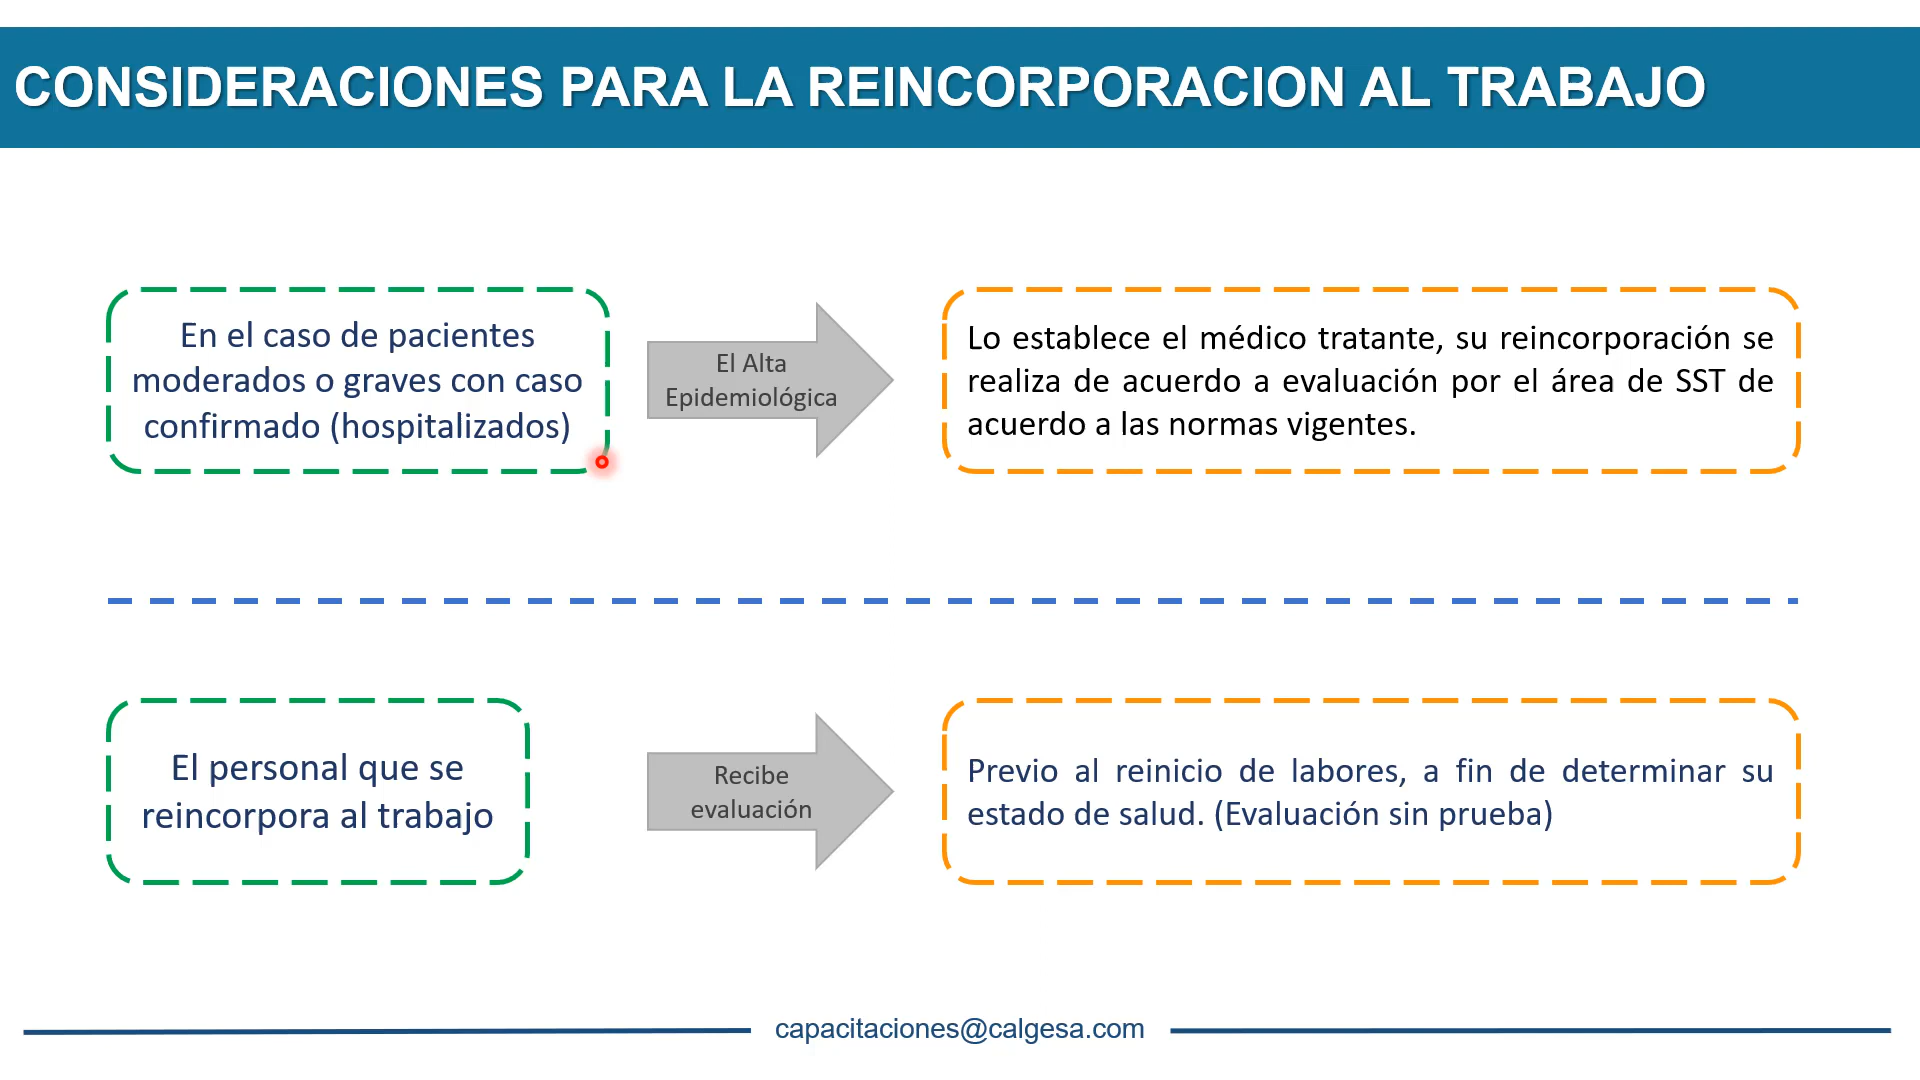 CONSIDERACIONES PARA LA REINCORPORACION AL TRABAJO
En el caso de pacientes
moderados o graves con caso
confirmado (hospitalizados)
El Alta
Epidemiológica
Lo establece el médico tratante, su reincorporación se
realiza de acuerdo a evaluación por el área de SST de
acuerdo a las normas vigentes.
El personal que se
reincorpora al trabajo
Recibe
evaluación
Previo al reinicio de labores, a fin de determinar su
estado de salud. (Evaluación sin prueba)
capacitaciones@calgesa.com